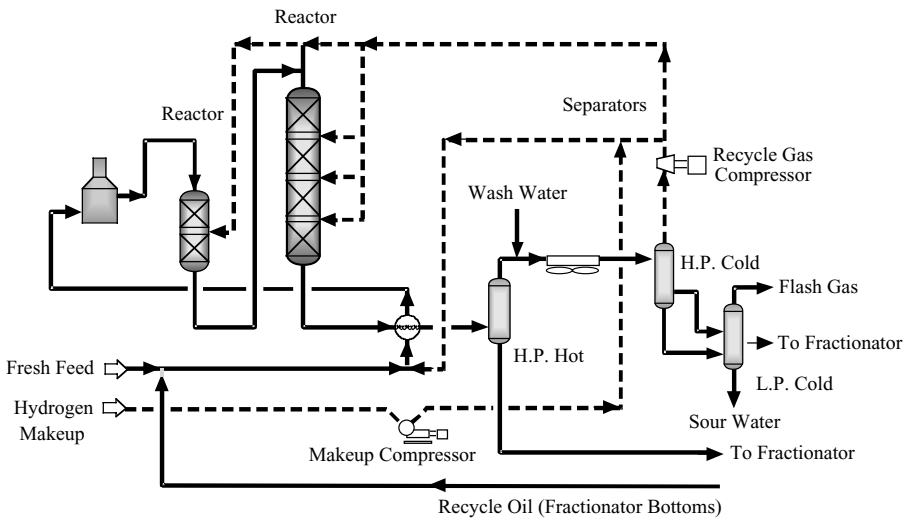 Reactor
Reactor
Separators
Recycle Gas
Compressor
Wash Water
H.P. Cold
Flash Gas
To Fractionator
H.P. Hot
L.P. Cold
Fresh Feed
Hydrogen
Makeup
Sour Water
Makeup Compressor
To Fractionator
Recycle Oil (Fractionator Bottoms)